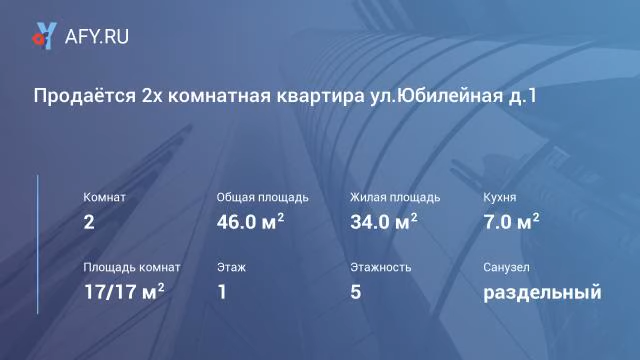 AFY.RU
Продаётся 2х комнатная квартира ул.Юбилейная д.1
Комнат
2
Общая площадь
46.0 м²
Жилая площадь
34.0 м²
Кухня
7.0 м²
Площадь комнат
17/17 м²
Этаж
1
Этажность
5
Санузел
раздельный